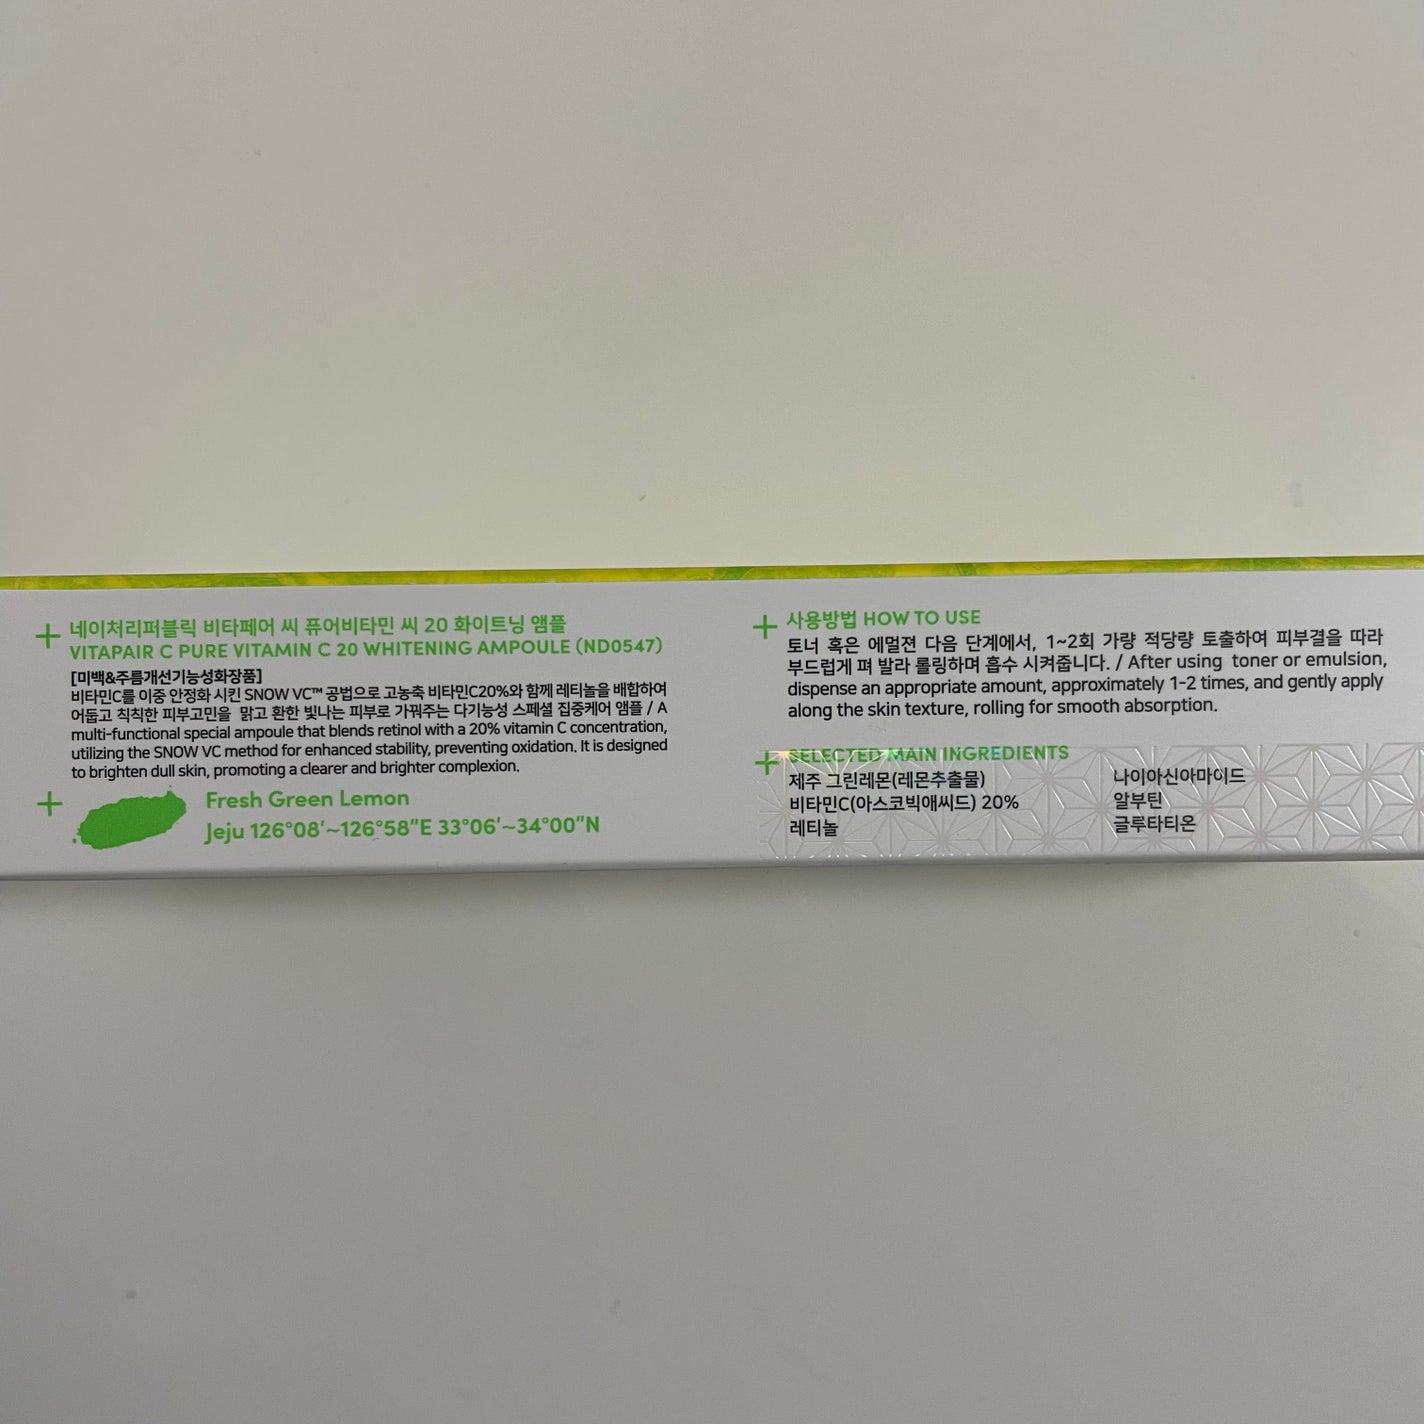 네이처리퍼블릭 비타페어 씨 퓨어비타민 씨 20 화이트닝 앰플
VITAPAIR C PURE VITAMIN C 20 WHITENING AMPOULE (ND0547)
[미백&주름개선기능성화장품]
비타민C를 이중 안정화 시킨 SNOW VC™ 공법으로 고농축 비타민C20%와 함께 레티놀을 배합하여
어둡고 칙칙한 피부고민을 맑고 환한 빛나는 피부로 가꿔주는 다기능성 스페셜 집중케어 앰플 / A
multi-functional special ampoule that blends retinol with a 20% vitamin C concentration,
utilizing the SNOW VC method for enhanced stability, preventing oxidation. It is designed
to brighten dull skin, promoting a clearer and brighter complexion.
Fresh Green Lemon
Jeju 126°08′~126°58″E 33°06′~34°00″N
사용방법 HOW TO USE
토너 혹은 에멀젼 다음 단계에서, 1~2회 가량 적당량 토출하여 피부결을 따라
부드럽게 펴 발라 롤링하며 흡수 시켜줍니다. / After using toner or emulsion,
dispense an appropriate amount, approximately 1-2 times, and gently apply
along the skin texture, rolling for smooth absorption.
SELECTED MAIN INGREDIENTS
제주 그린레몬(레몬추출물)
비타민C(아스코빅애씨드) 20%
레티놀
나이아신아마이드
알부틴
글루타티온